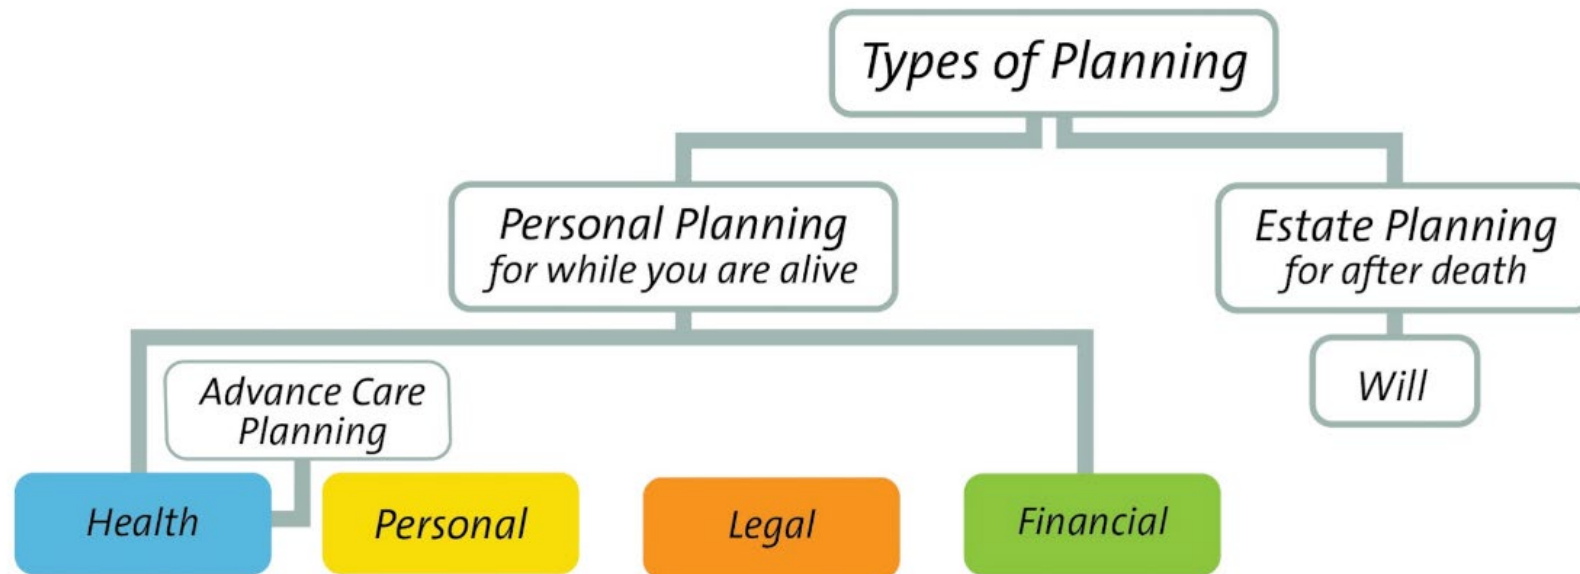 Types of Planning
Personal Planning
for while you are alive
Estate Planning
for after death
Will
Advance Care
Planning
Health
Personal
Legal
Financial